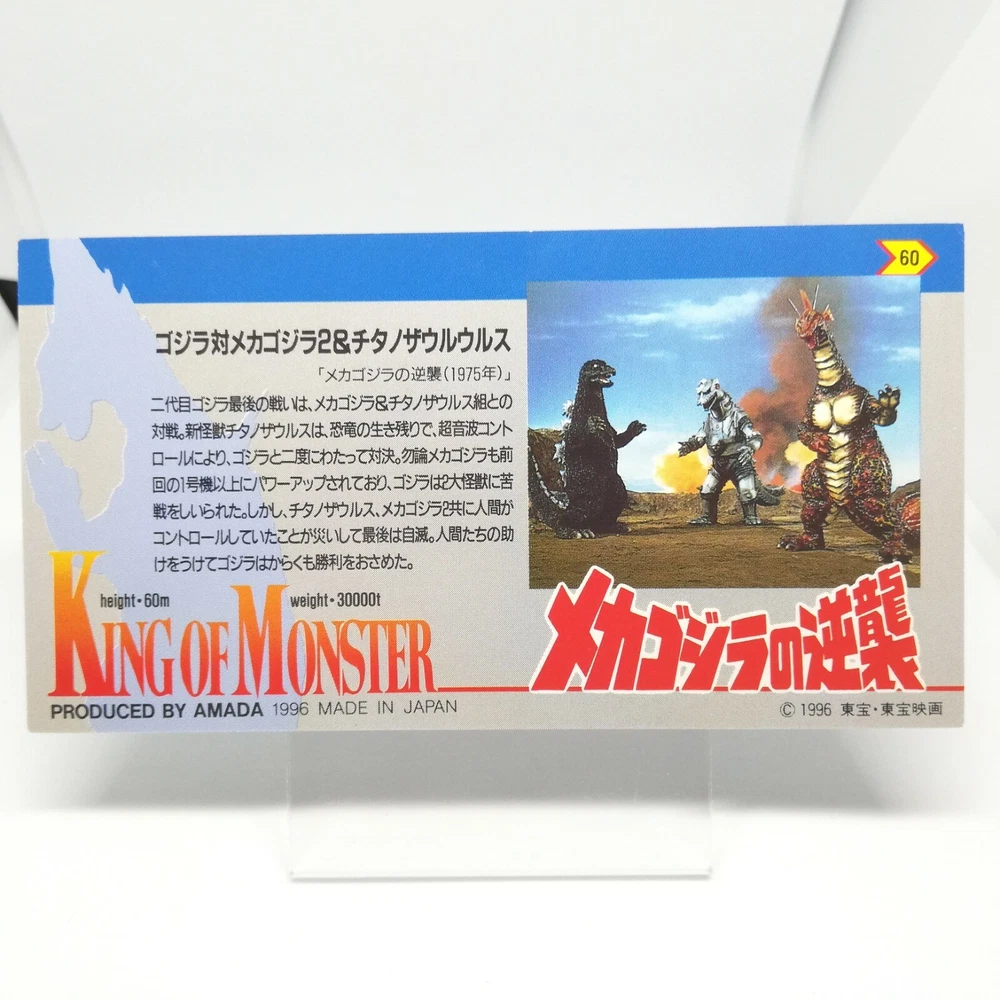 60
ゴジラ対メカゴジラ2&チタノザウルウルス
「メカゴジラの逆襲(1975年)」
二代目ゴジラ最後の戦いは、メカゴジラ&チタノザウルス組との
対戦。新怪獣チタノザウルスは、恐竜の生き残りで、超音波コント
ロールにより、ゴジラと二度にわたって対決。勿論メカゴジラも前
回の1号機以上にパワーアップされており、ゴジラは2大怪獣に苦
戦をしいられた。しかし、チタノザウルス、メカゴジラ2共に人間が
コントロールしていたことが災いして最後は自滅。人間たちの助
けをうけてゴジラはからくも勝利をおさめた。
height・60m weight・30000t
KING OF MONSTER
メカゴジラの逆襲
PRODUCED BY AMADA 1996 MADE IN JAPAN
© 1996 東宝・東宝映画